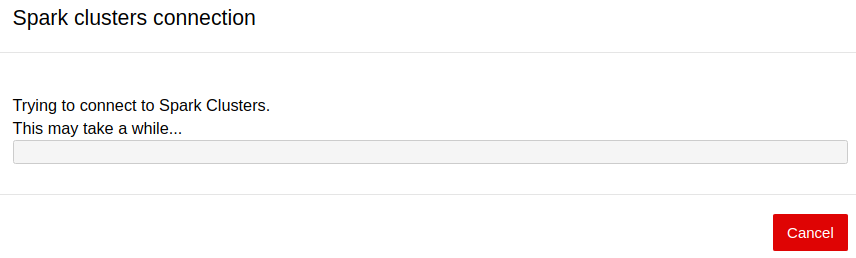 Spark clusters connection
Trying to connect to Spark Clusters.
This may take a while...
Cancel